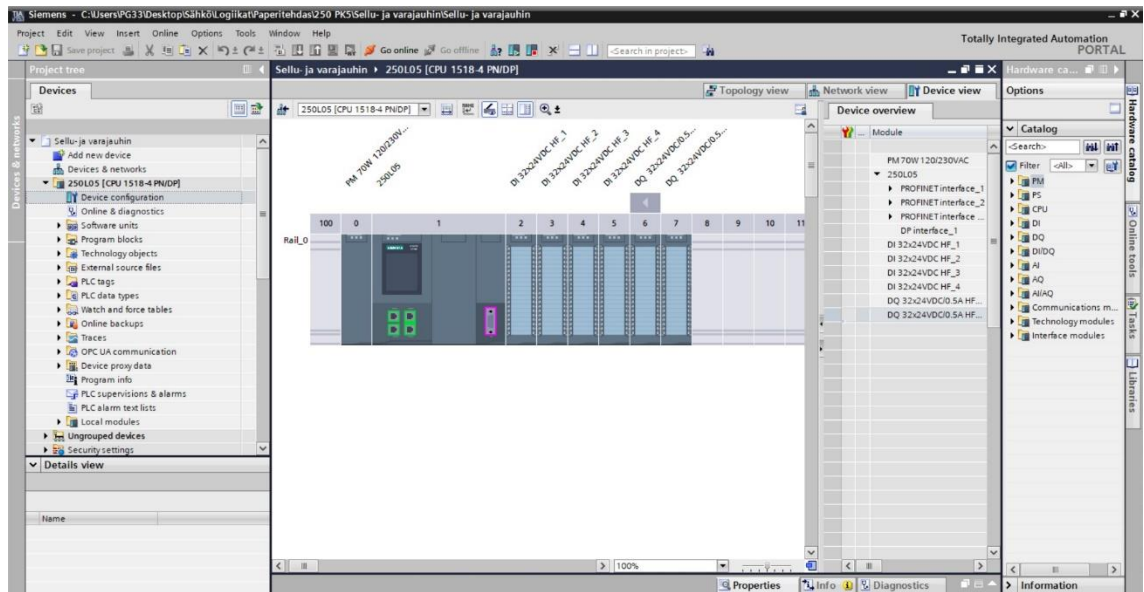 Siemens - C:\Users\PG33\Desktop\Sähkö\Logiikat\Paperitehdas\250 PK5\Sellu- ja varajauhin\Sellu- ja varajauhin
Project Edit View Insert Online Options Tools Window Help
Save project Go online Go offline <Search in project>
Totally Integrated Automation
PORTAL
Project tree
Devices
Devices & networks
Sellu- ja varajauhin
Add new device
Devices & networks
250L05 [CPU 1518-4 PN/DP]
Device configuration
Online & diagnostics
Software units
Program blocks
Technology objects
External source files
PLC tags
PLC data types
Watch and force tables
Online backups
Traces
OPC UA communication
Device proxy data
Program info
PLC supervisions & alarms
PLC alarm text lists
Local modules
Ungrouped devices
Security settings
Details view
Name
Sellu- ja varajauhin 250L05 [CPU 1518-4 PN/DP]
Topology view Network view Device view
250L05 [CPU 1518-4 PN/DP]
PM 70W 120/230V...
250L05
DI 32x24VDC HF_1
DI 32x24VDC HF_2
DI 32x24VDC HF_3
DI 32x24VDC HF_4
DQ 32x24VDC/0.5...
DQ 32x24VDC/0.5...
100 0 1 2 3 4 5 6 7 8 9 10 11
Rail_0
SIEMENS
100%
Device overview
... Module
PM 70W 120/230VAC
250L05
PROFINET interface_1
PROFINET interface_2
PROFINET interface ...
DP interface_1
DI 32x24VDC HF_1
DI 32x24VDC HF_2
DI 32x24VDC HF_3
DI 32x24VDC HF_4
DQ 32x24VDC/0.5A HF...
DQ 32x24VDC/0.5A HF...
Properties Info Diagnostics
Hardware ca...
Options
Catalog
<Search>
Filter <All>
PM
PS
CPU
DI
DQ
DI/DQ
AI
AQ
AI/AQ
Communications m...
Technology modules
Interface modules
Information
Hardware catalog
Online tools
Tasks
Libraries